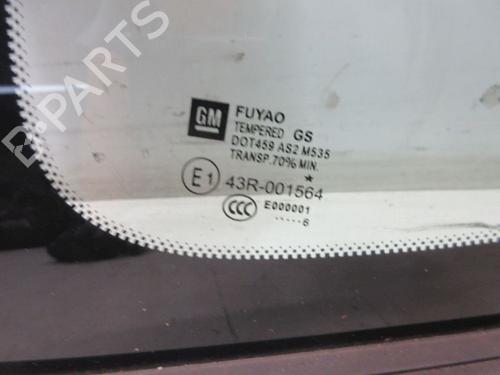 B-PARTS
GM
FUYAO
TEMPERED GS
DOT459 AS2 M535
TRANSP.70% MIN.
E1 43R-001564
CCC E000001
.....6